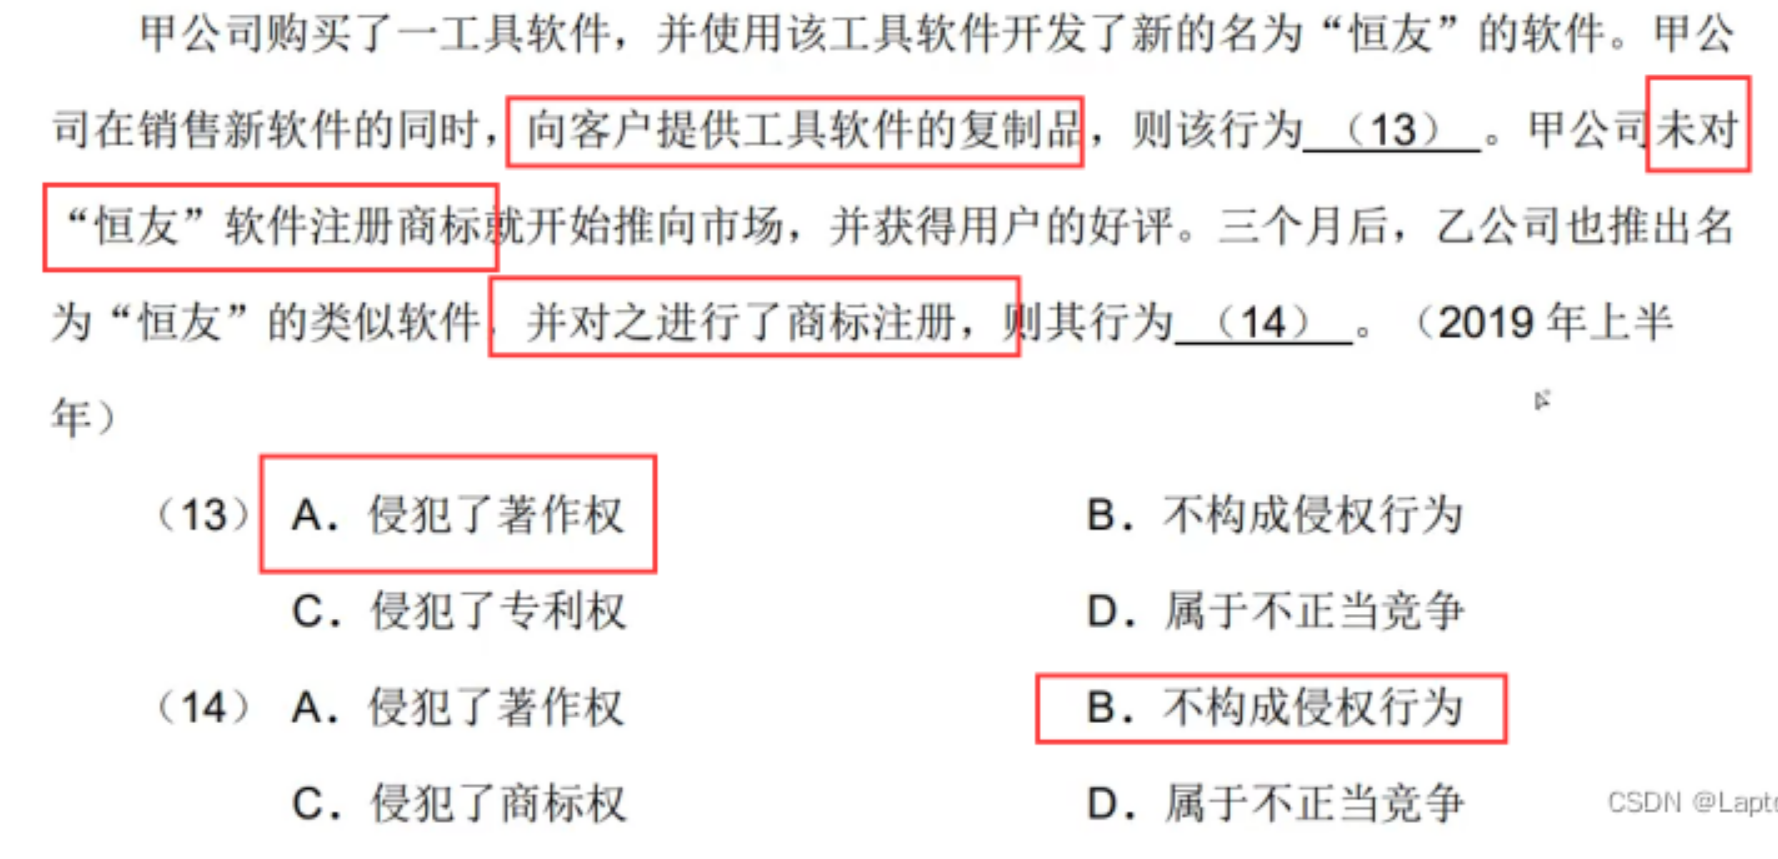 甲公司购买了一工具软件，并使用该工具软件开发了新的名为“恒友”的软件。甲公
司在销售新软件的同时，向客户提供工具软件的复制品，则该行为（13）。甲公司未对
“恒友”软件注册商标就开始推向市场，并获得用户的好评。三个月后，乙公司也推出名
为“恒友”的类似软件，并对之进行了商标注册，则其行为（14）。（2019 年上半
年）
（13） A. 侵犯了著作权 B. 不构成侵权行为
C. 侵犯了专利权 D. 属于不正当竞争
（14） A. 侵犯了著作权 B. 不构成侵权行为
C. 侵犯了商标权 D. 属于不正当竞争
CSDN